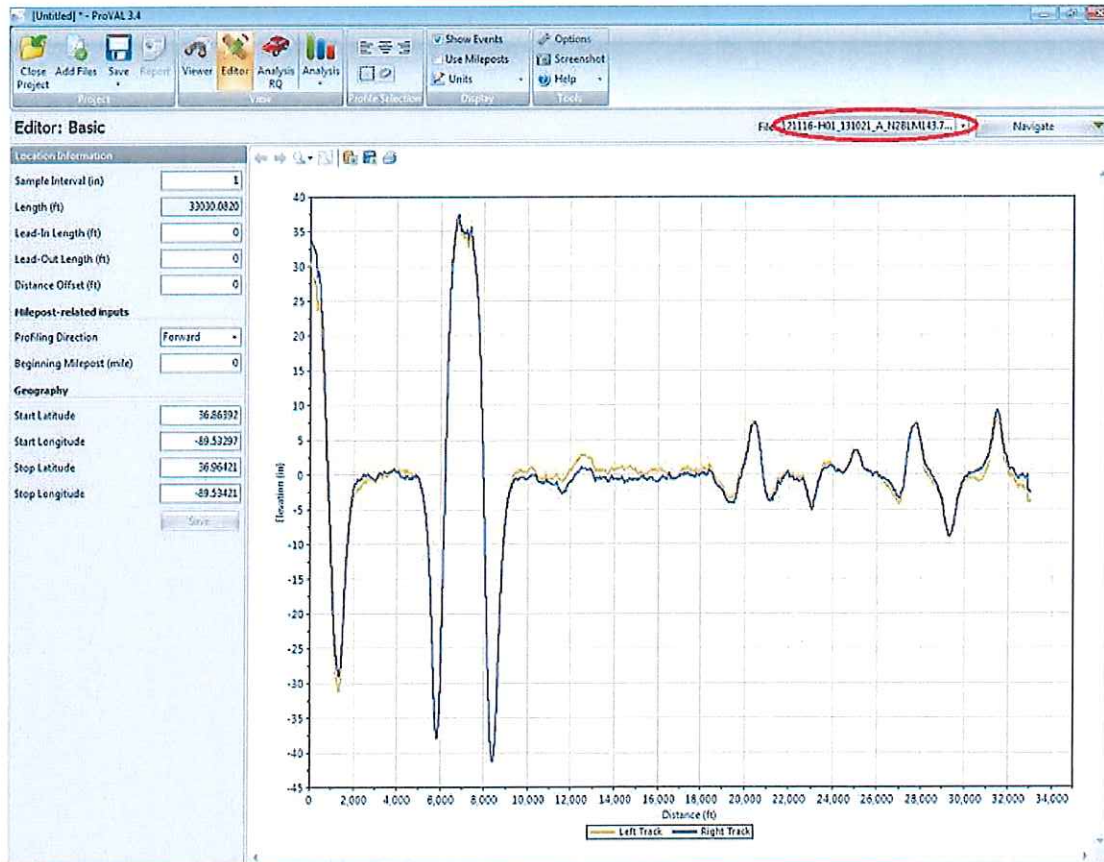 [Untitled] * - ProVAL 3.4
Close Project
Add Files
Save
Report
Viewer
Editor
Analysis RQ
Analysis
Show Events
Use Mileposts
Units
Options
Screenshot
Help
Project
View
Profile Selection
Display
Tools
Editor: Basic
File
Navigate
Location Information
Sample Interval (in) 1
Length (ft) 33030.0820
Lead-In Length (ft) 0
Lead-Out Length (ft) 0
Distance Offset (ft) 0
Milepost-related inputs
Profiling Direction Forward
Beginning Milepost (mile) 0
Geography
Start Latitude 36.86392
Start Longitude -89.53297
Stop Latitude 36.96421
Stop Longitude -89.53421
Save
40
35
30
25
20
15
10
5
0
-5
-10
-15
-20
-25
-30
-35
-40
-45
Elevation (in)
0 2,000 4,000 6,000 8,000 10,000 12,000 14,000 16,000 18,000 20,000 22,000 24,000 26,000 28,000 30,000 32,000 34,000
Distance (ft)
Left Track Right Track